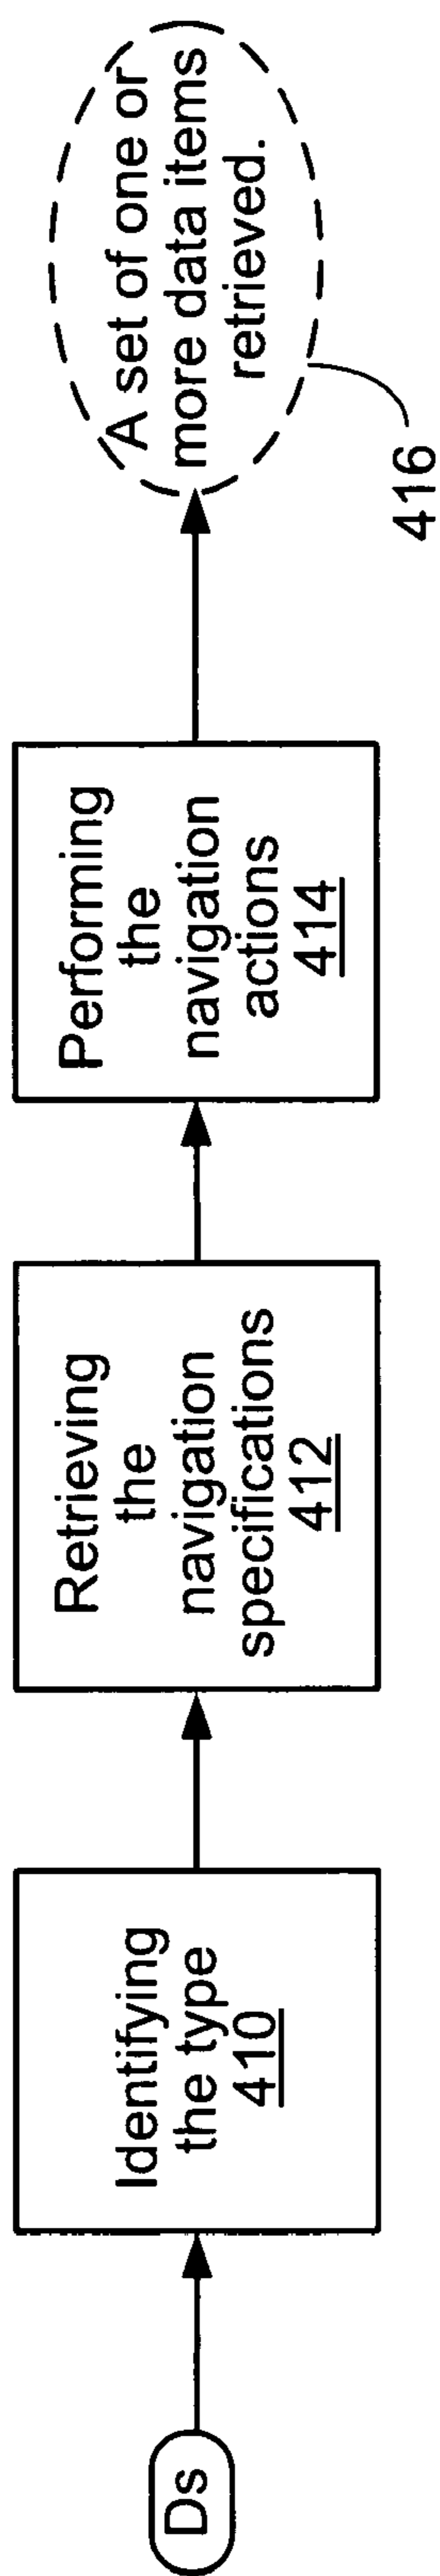 Ds
Identifying
the type
410
Retrieving
the
navigation
specifications
412
Performing
the
navigation
actions
414
A set of one or
more data items
retrieved.
416